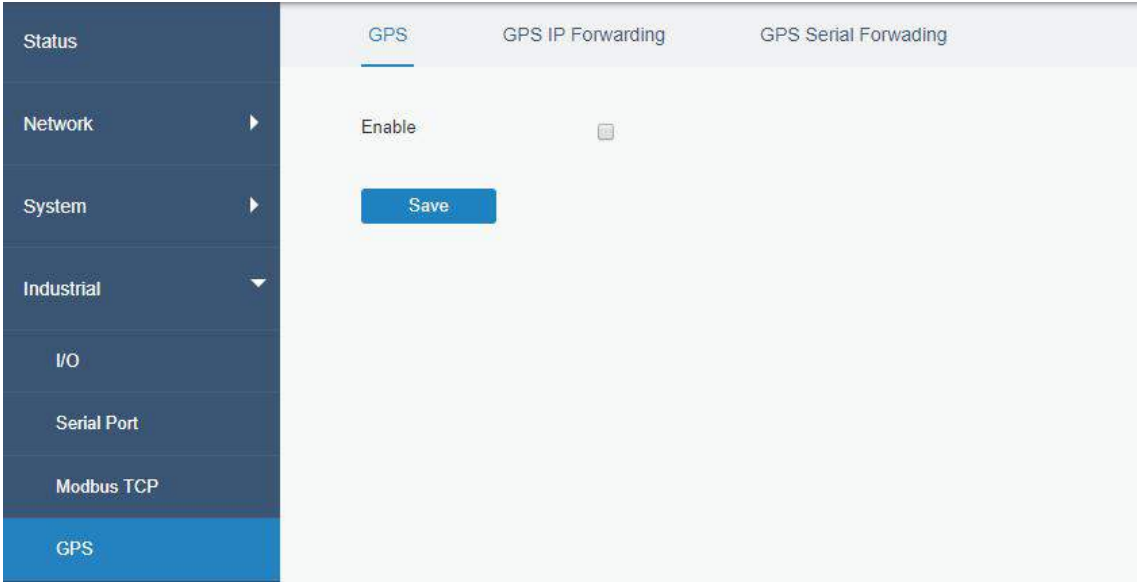 Status
Network
System
Industrial
I/O
Serial Port
Modbus TCP
GPS
GPS GPS IP Forwarding GPS Serial Forwading
Enable
Save